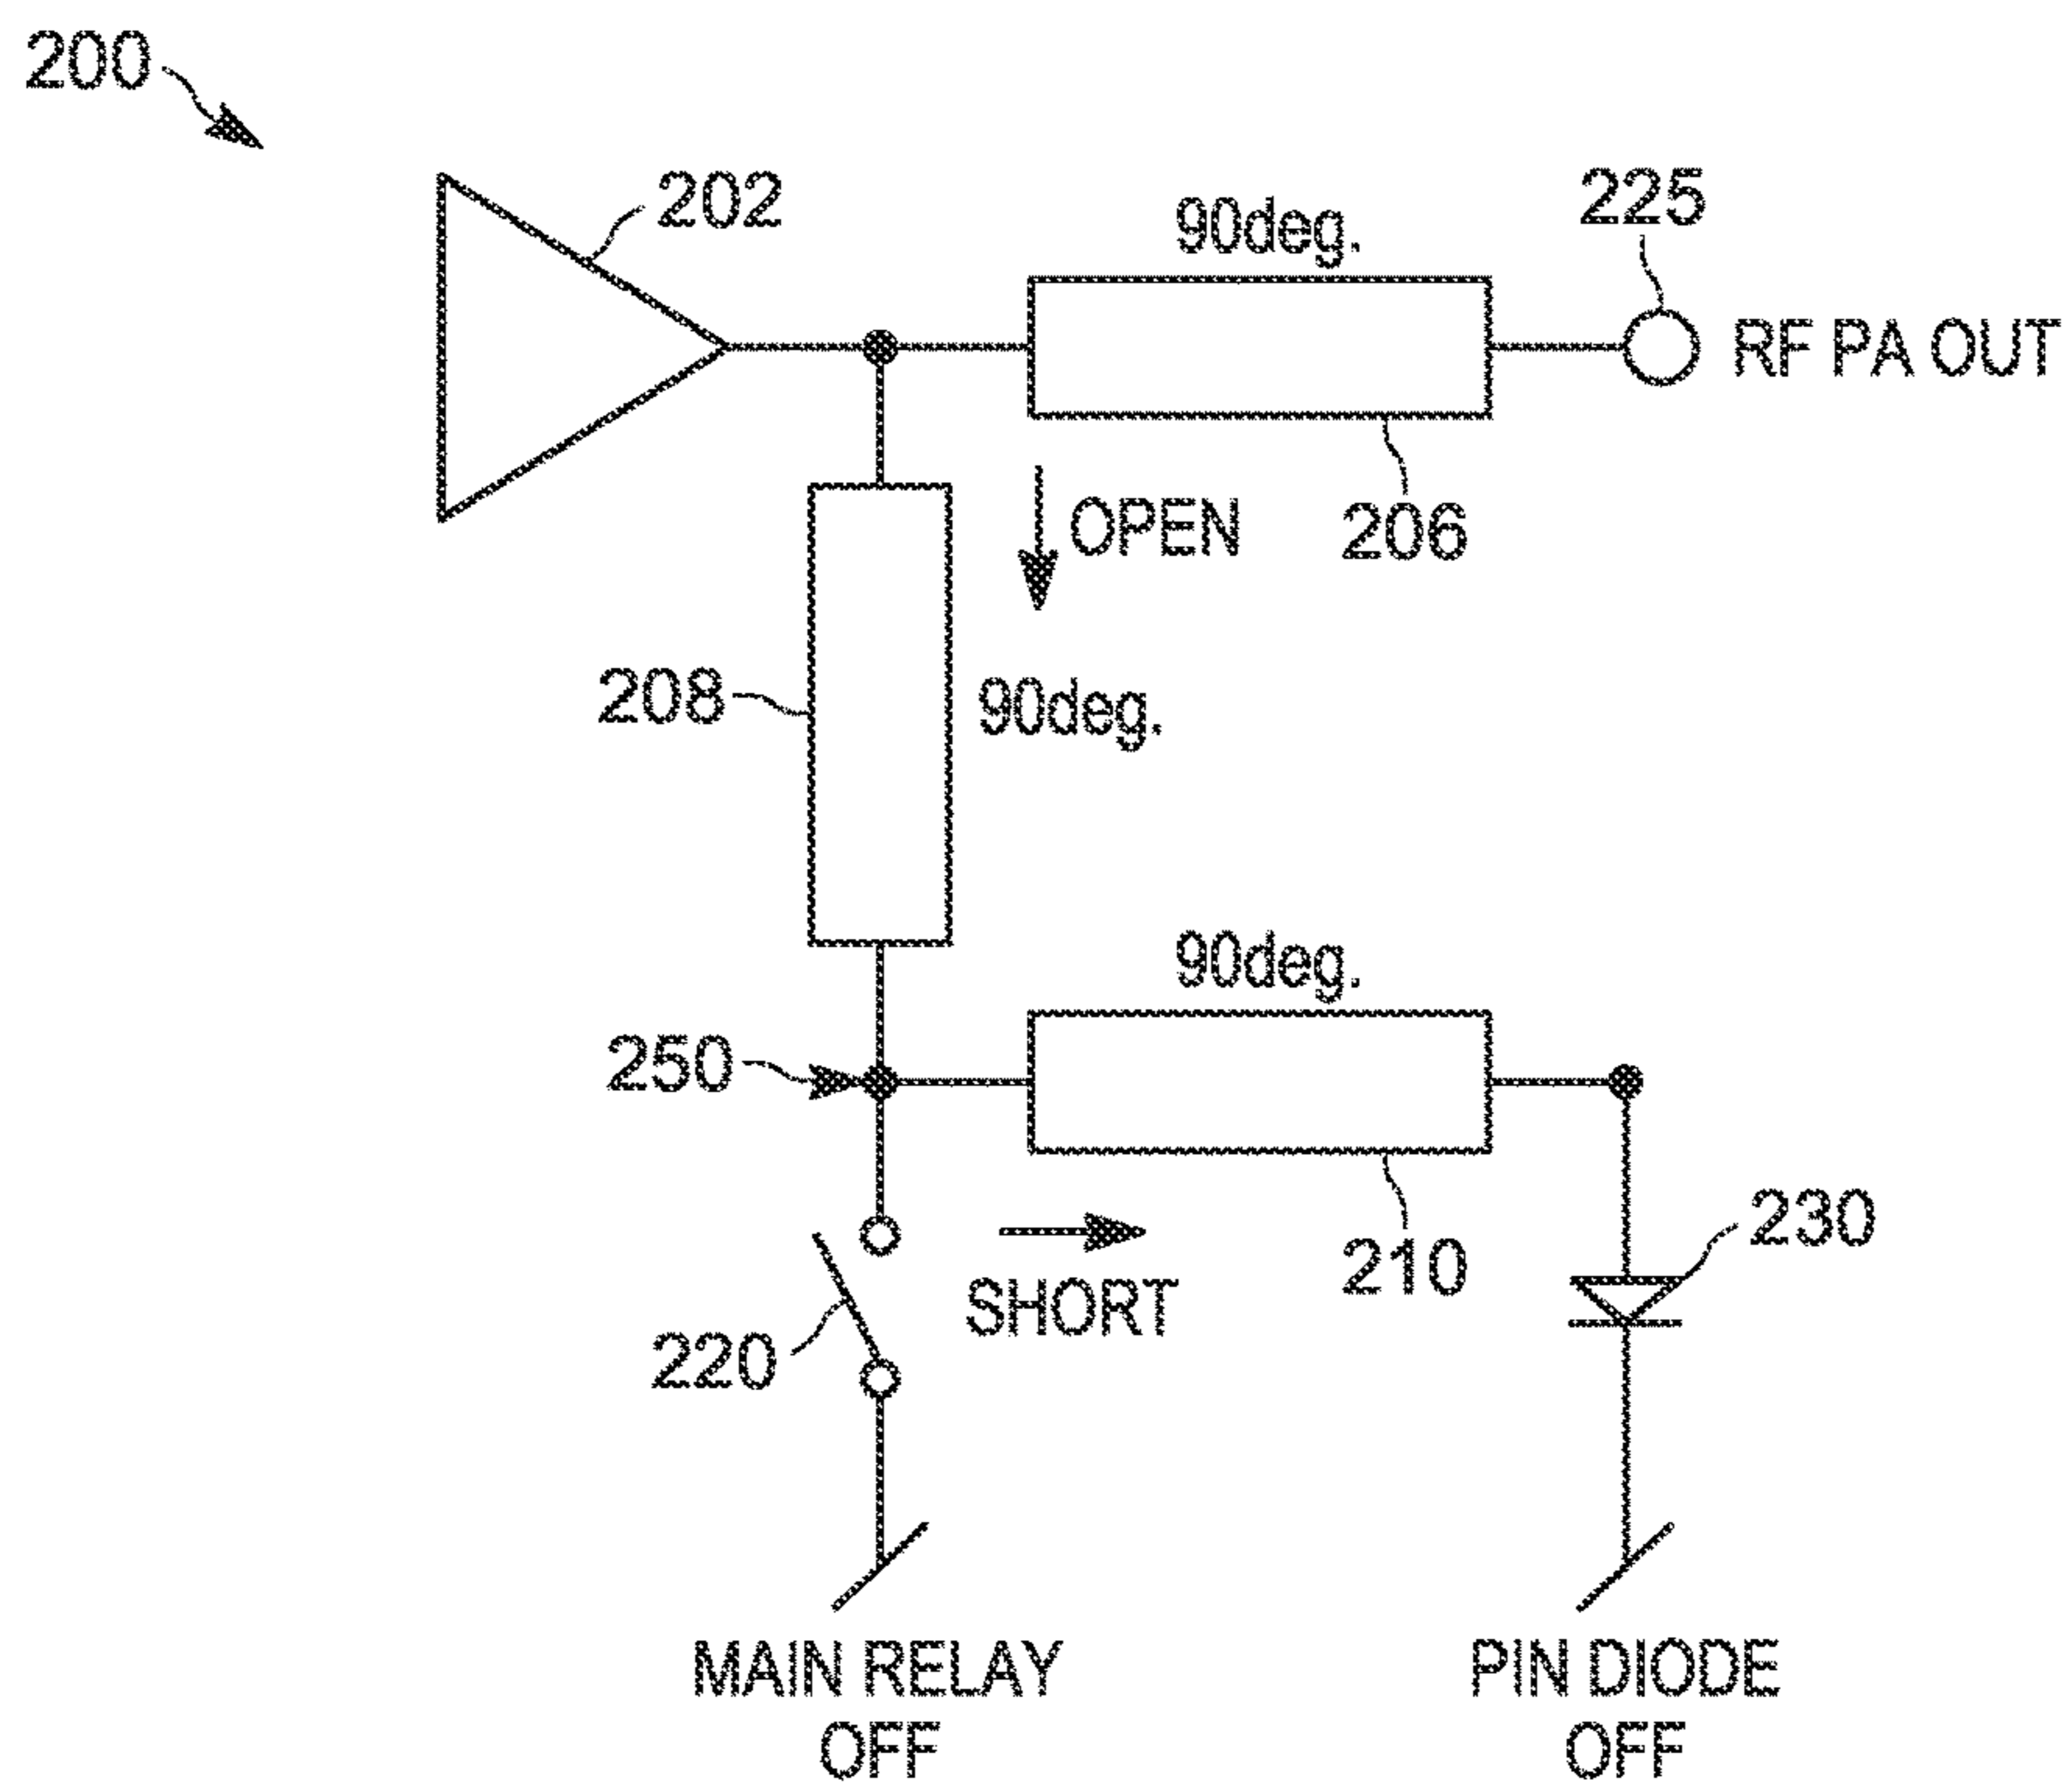 200
202
90deg.
225
RF PA OUT
OPEN
206
208
90deg.
90deg.
250
210
230
SHORT
220
MAIN RELAY
OFF
PIN DIODE
OFF